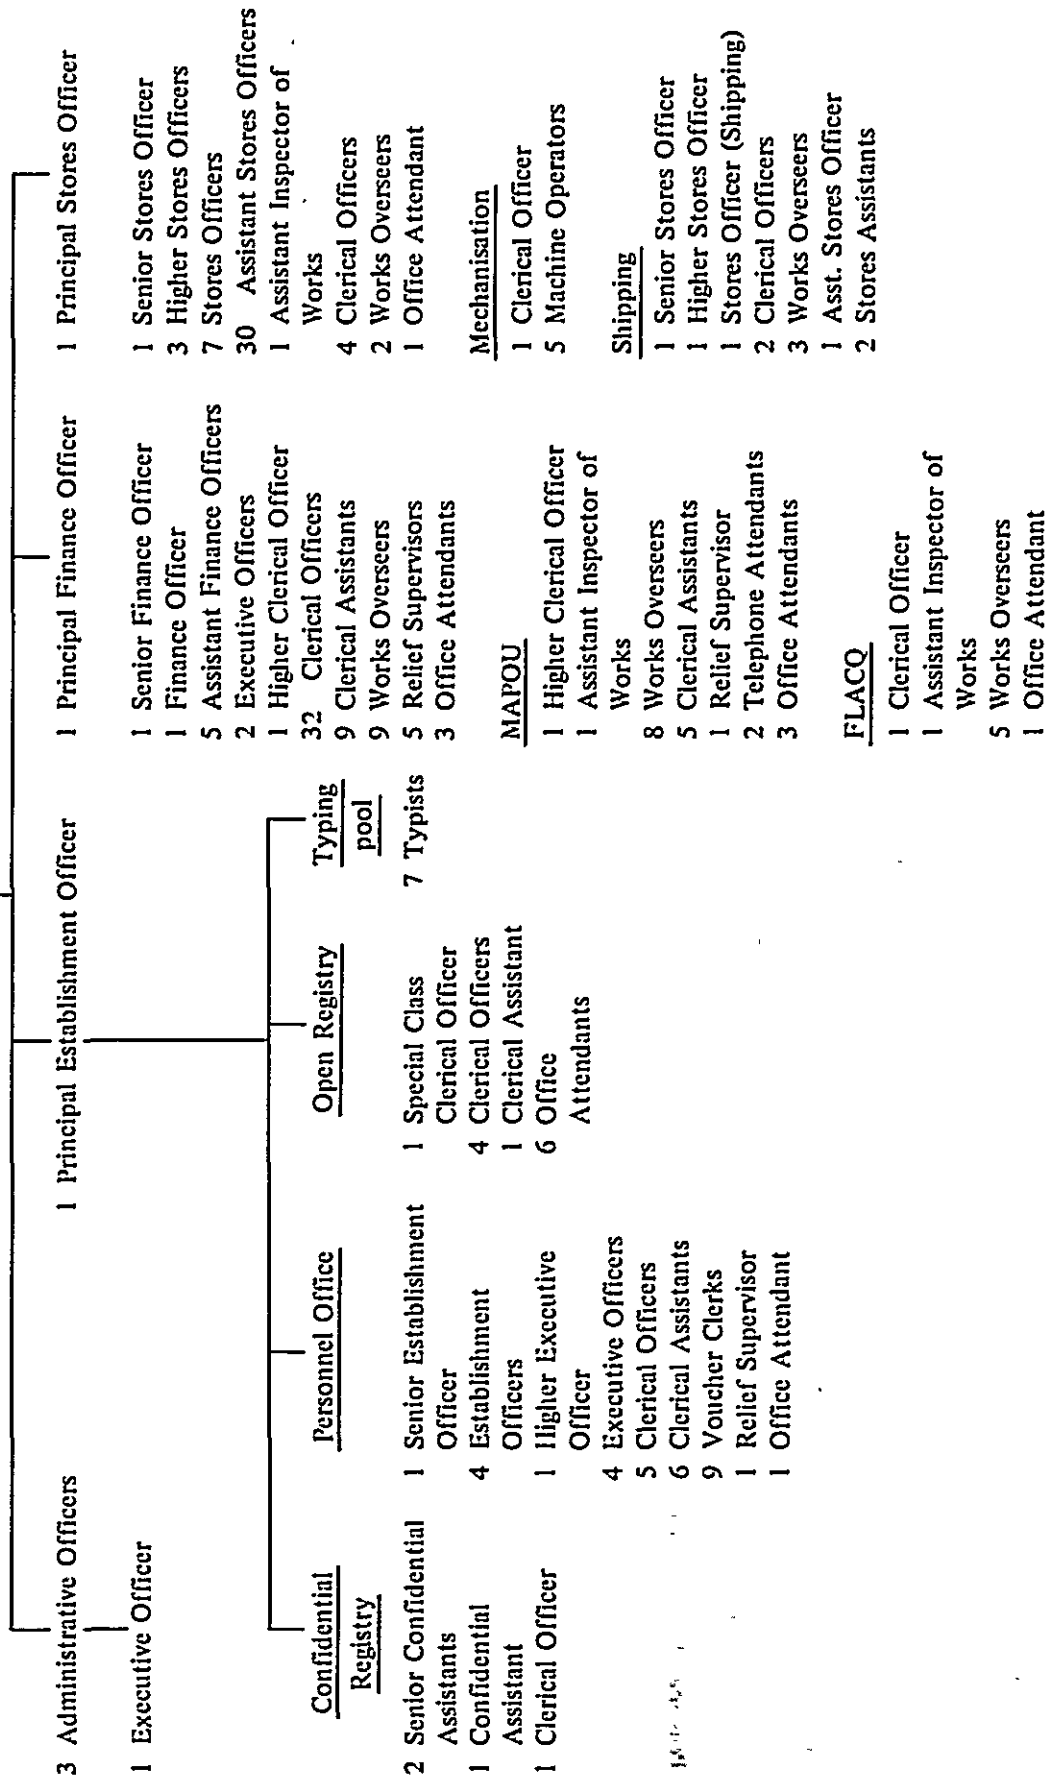 3 Administrative Officers
1 Executive Officer
1 Principal Establishment Officer
Confidential
Registry
2 Senior Confidential
Assistants
1 Confidential
Assistant
1 Clerical Officer
Personnel Office
1 Senior Establishment
Officer
4 Establishment
Officers
1 Higher Executive
Officer
4 Executive Officers
5 Clerical Officers
6 Clerical Assistants
9 Voucher Clerks
1 Relief Supervisor
1 Office Attendant
Open Registry
1 Special Class
Clerical Officer
4 Clerical Officers
1 Clerical Assistant
6 Office
Attendants
Typing
pool
7 Typists
1 Principal Finance Officer
1 Senior Finance Officer
1 Finance Officer
5 Assistant Finance Officers
2 Executive Officers
1 Higher Clerical Officer
32 Clerical Officers
9 Clerical Assistants
9 Works Overseers
5 Relief Supervisors
3 Office Attendants
MAPOU
1 Higher Clerical Officer
1 Assistant Inspector of
Works
8 Works Overseers
5 Clerical Assistants
1 Relief Supervisor
2 Telephone Attendants
3 Office Attendants
FLACQ
1 Clerical Officer
1 Assistant Inspector of
Works
5 Works Overseers
1 Office Attendant
1 Principal Stores Officer
1 Senior Stores Officer
3 Higher Stores Officers
7 Stores Officers
30 Assistant Stores Officers
1 Assistant Inspector of
Works
4 Clerical Officers
2 Works Overseers
1 Office Attendant
Mechanisation
1 Clerical Officer
5 Machine Operators
Shipping
1 Senior Stores Officer
1 Higher Stores Officer
1 Stores Officer (Shipping)
2 Clerical Officers
3 Works Overseers
1 Asst. Stores Officer
2 Stores Assistants